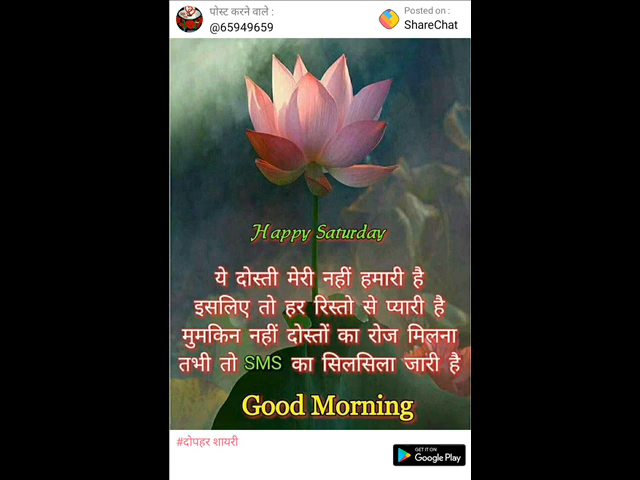 पोस्ट करने वाले :
@65949659
Posted on :
ShareChat
Happy Saturday
ये दोस्ती मेरी नहीं हमारी है
इसलिए तो हर रिस्तो से प्यारी है
मुमकिन नहीं दोस्तों का रोज मिलना
तभी तो SMS का सिलसिला जारी है
Good Morning
#दोपहर शायरी
GET IT ON
Google Play